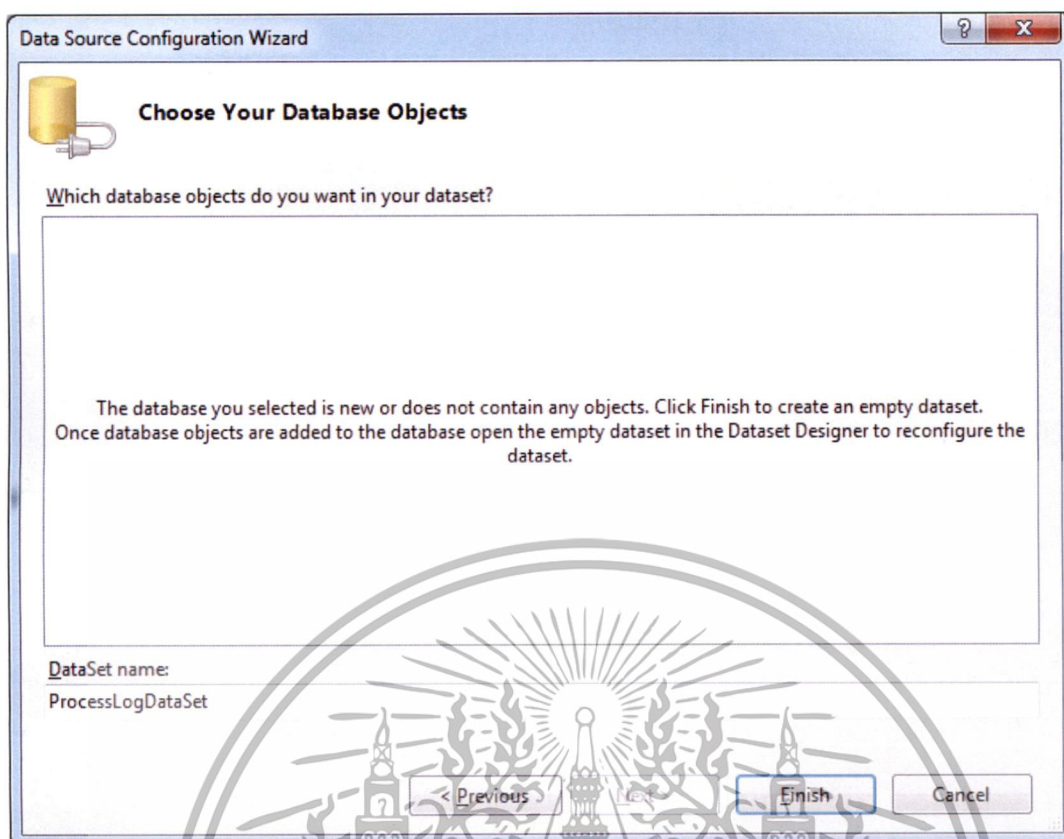 Data Source Configuration Wizard
Choose Your Database Objects
Which database objects do you want in your dataset?
The database you selected is new or does not contain any objects. Click Finish to create an empty dataset.
Once database objects are added to the database open the empty dataset in the Dataset Designer to reconfigure the
dataset.
DataSet name:
ProcessLogDataSet
< Previous
Next >
Finish
Cancel